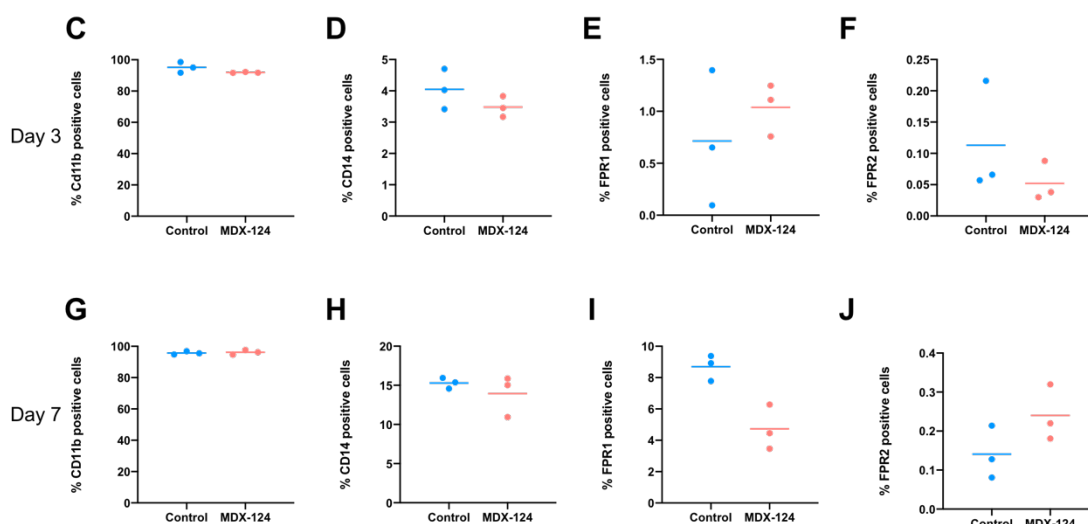 C
D
E
F
Day 3
% Cd11b positive cells
100
80
60
40
20
0
Control MDX-124
% CD14 positive cells
5
4
3
2
1
0
Control MDX-124
% FPR1 positive cells
1.5
1.0
0.5
0.0
Control MDX-124
% FPR2 positive cells
0.25
0.20
0.15
0.10
0.05
0.00
Control MDX-124
G
H
I
J
Day 7
% CD11b positive cells
100
80
60
40
20
0
Control MDX-124
% CD14 positive cells
20
15
10
5
0
Control MDX-124
% FPR1 positive cells
10
8
6
4
2
0
Control MDX-124
% FPR2 positive cells
0.4
0.3
0.2
0.1
0.0
Control MDX-124